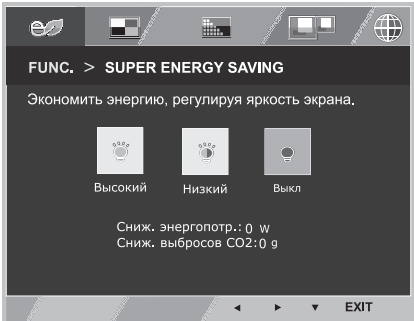 FUNC. > SUPER ENERGY SAVING
Экономить энергию, регулируя яркость экрана.
Высокий Низкий Выкл
Сниж. энергопотр.: 0 W
Сниж. выбросов CO2:0 g
EXIT